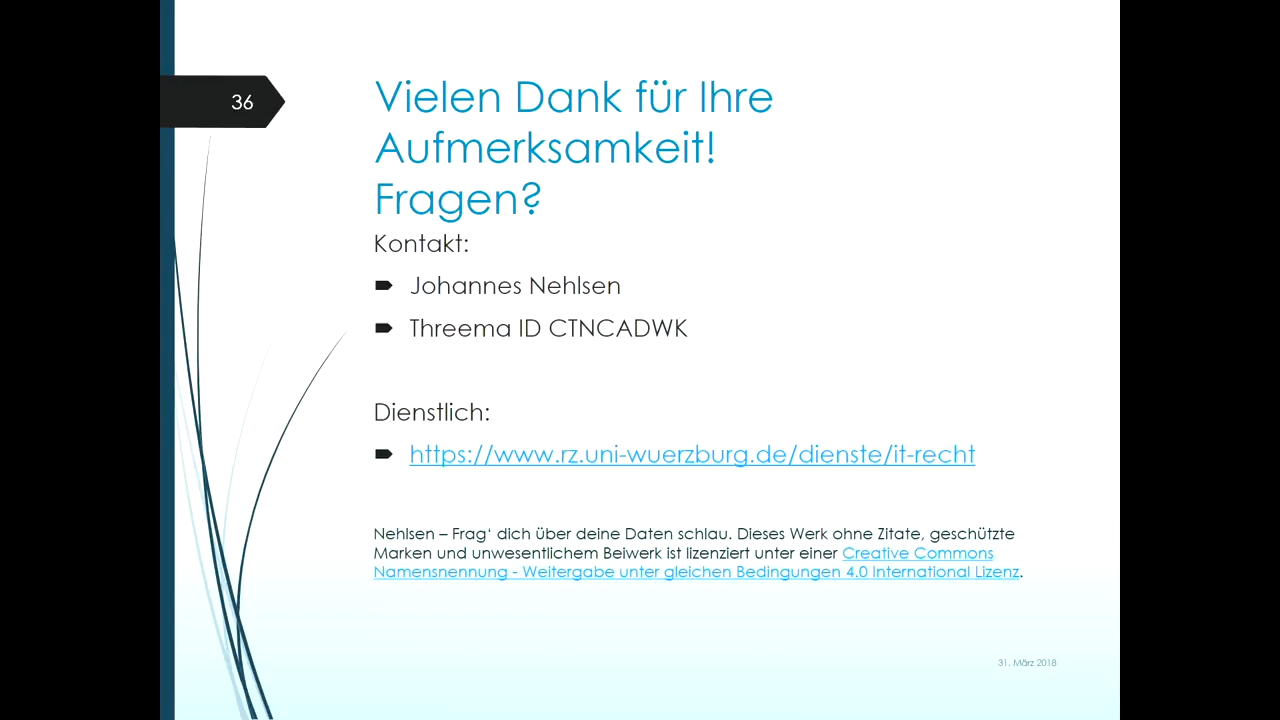 36
Vielen Dank für Ihre
Aufmerksamkeit!
Fragen?
Kontakt:
Johannes Nehlsen
Threema ID CTNCADWK
Dienstlich:
https://www.rz.uni-wuerzburg.de/dienste/it-recht
Nehlsen – Frag‘ dich über deine Daten schlau. Dieses Werk ohne Zitate, geschützte
Marken und unwesentlichem Beiwerk ist lizenziert unter einer Creative Commons
Namensnennung - Weitergabe unter gleichen Bedingungen 4.0 International Lizenz.
31. März 2018